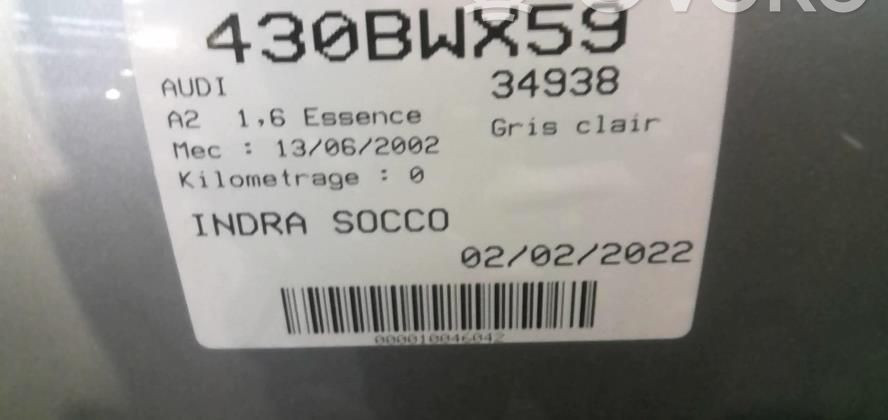 430BWX59
AUDI 34938
A2 1,6 Essence Gris clair
Mec : 13/06/2002
Kilometrage : 0
INDRA SOCCO
02/02/2022
000010046042